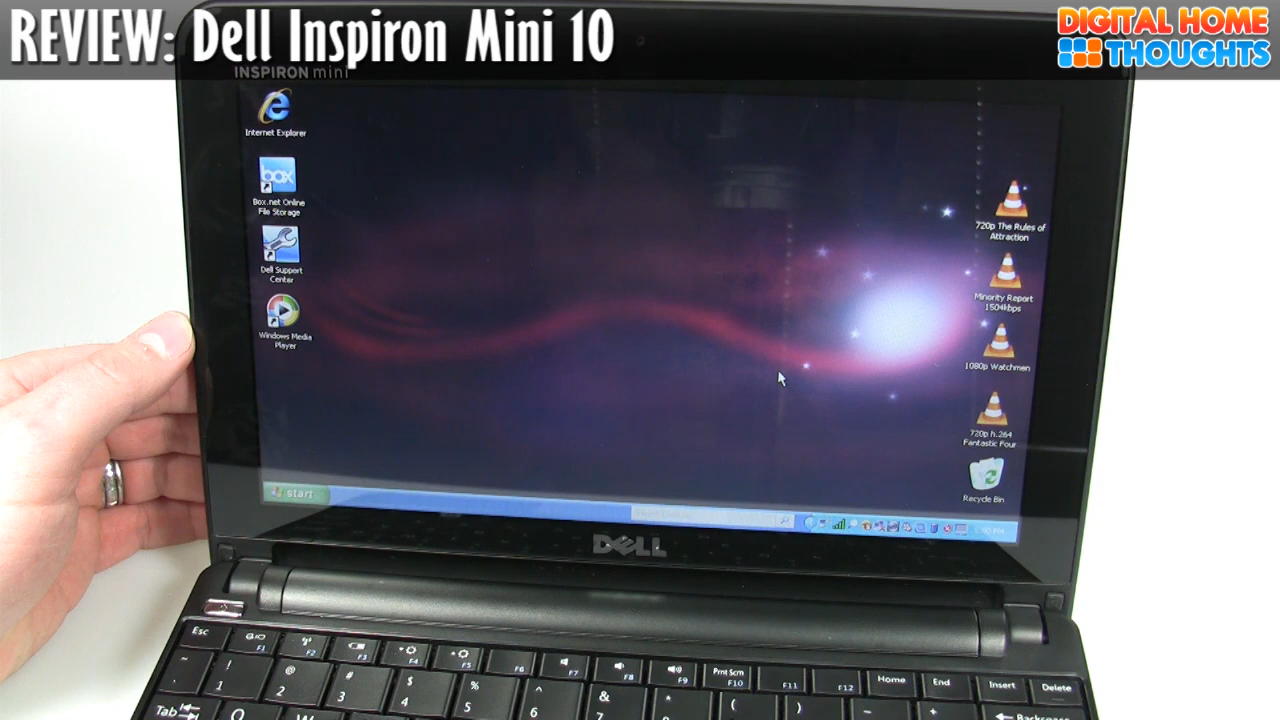 REVIEW: Dell Inspiron Mini 10
DIGITAL HOME
THOUGHTS
INSPIRON mini
Internet Explorer
box
Box.net Online
File Storage
Dell Support
Center
Windows Media
Player
720p The Rules of
Attraction
Minority Report
1504kbps
1080p Watchmen
720p h.264
Fantastic Four
Recycle Bin
start
DELL
Esc
F1
F2
F3
F4
F5
F6
F7
F8
F9
Prnt Scrn
F10
F11
F12
Home
End
Insert
Delete
~
! 1
@ 2
# 3
$ 4
% 5
^ 6
& 7
*
(
)
Backspace
Tab
Q
W